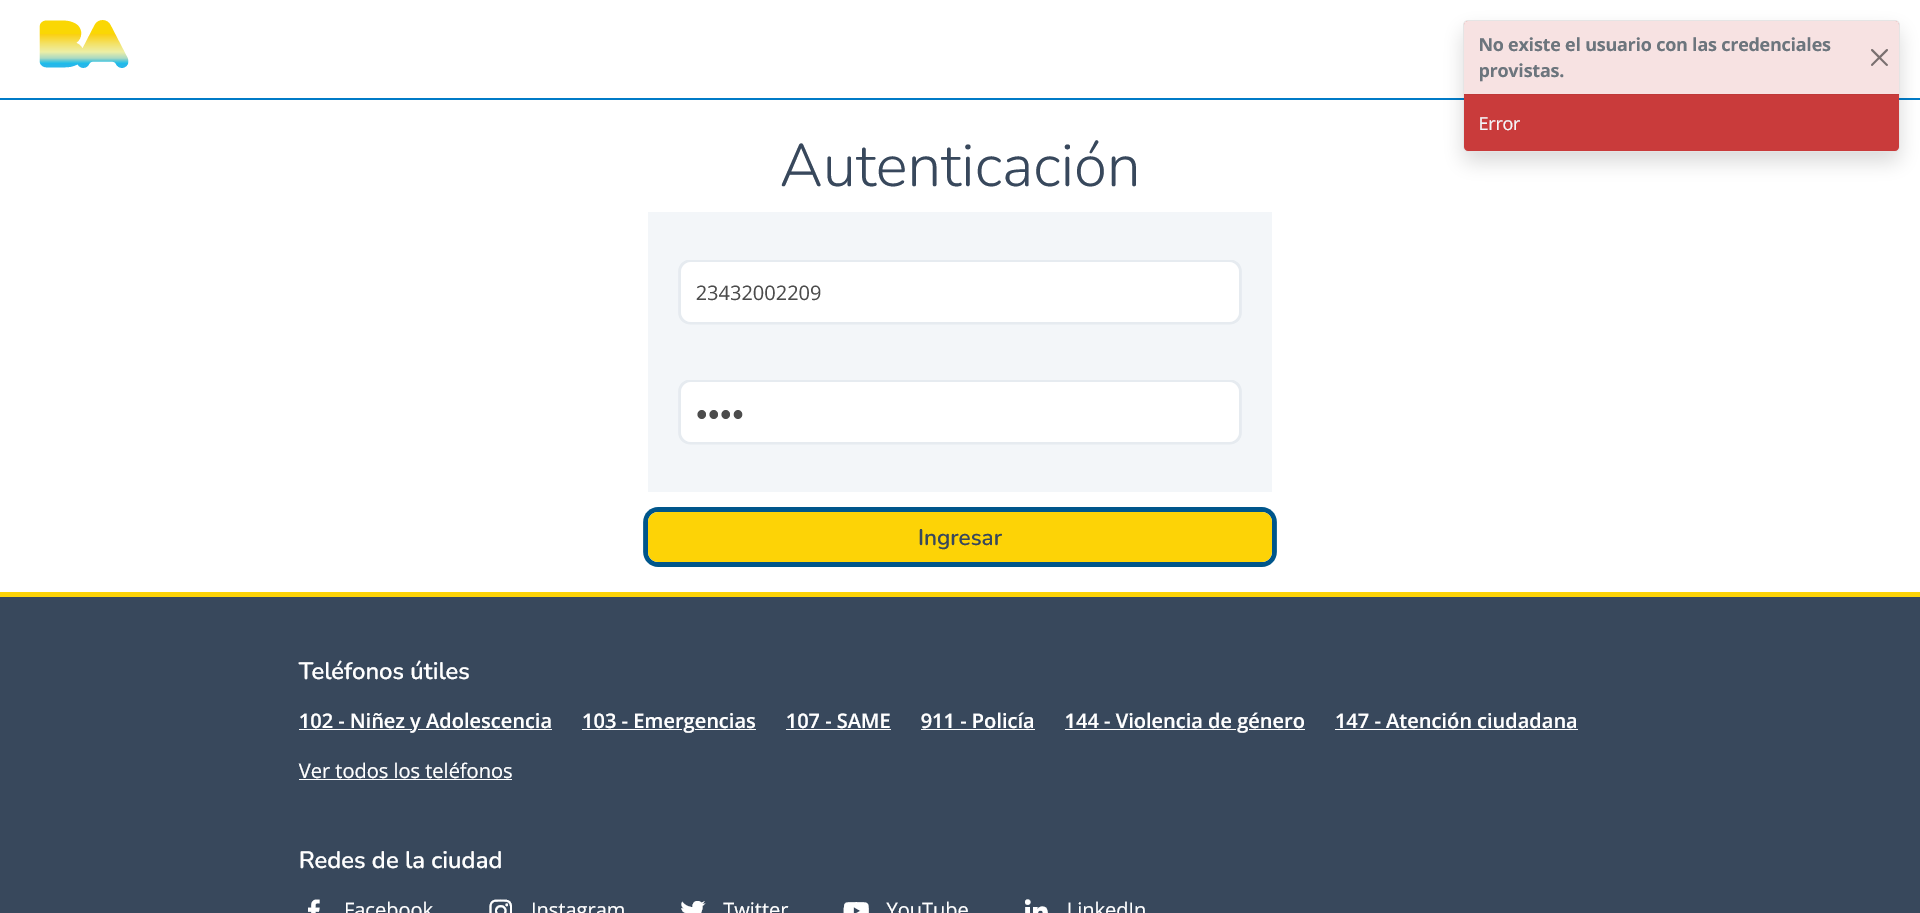 BA
No existe el usuario con las credenciales
provistas.
Error
Autenticación
23432002209
••••
Ingresar
Teléfonos útiles
102 - Niñez y Adolescencia 103 - Emergencias 107 - SAME 911 - Policía 144 - Violencia de género 147 - Atención ciudadana
Ver todos los teléfonos
Redes de la ciudad
Facebook Instagram Twitter YouTube LinkedIn